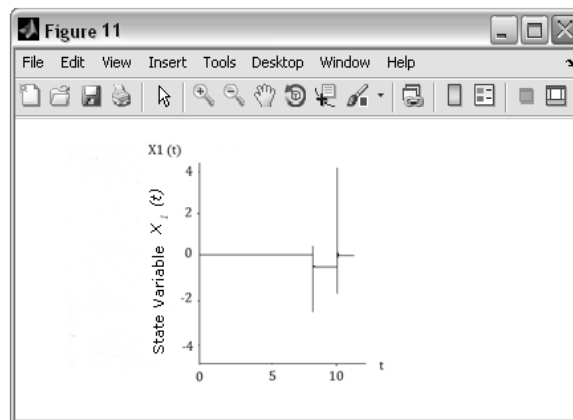 Figure 11
File Edit View Insert Tools Desktop Window Help
X1 (t)
State Variable X1 (t)
4
2
0
-2
-4
0 5 10
t